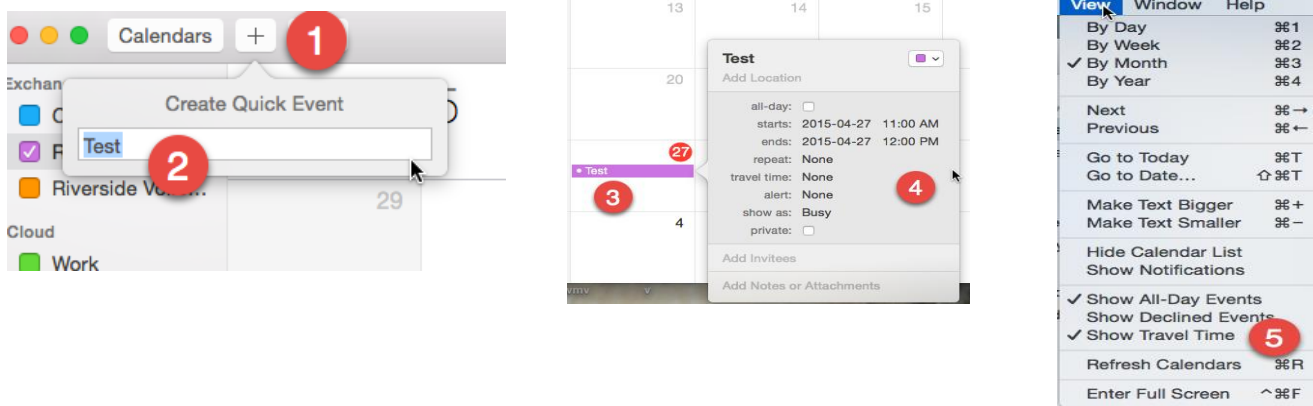 Calendars + 1
Exchan
C
Create Quick Event
R
Test
2
Riverside Vo...
29
Cloud
Work
13 14 15
20
27
• Test
3
4
Test
Add Location
all-day:
starts: 2015-04-27 11:00 AM
ends: 2015-04-27 12:00 PM
repeat: None
travel time: None
alert: None
show as: Busy
private:
4
Add Invitees
Add Notes or Attachments
wmv v
View Window Help
By Day ⌘1
By Week ⌘2
✓ By Month ⌘3
By Year ⌘4
Next ⌘→
Previous ⌘←
Go to Today ⌘T
Go to Date... ⇧⌘T
Make Text Bigger ⌘+
Make Text Smaller ⌘−
Hide Calendar List
Show Notifications
✓ Show All-Day Events
Show Declined Events
✓ Show Travel Time 5
Refresh Calendars ⌘R
Enter Full Screen ^⌘F